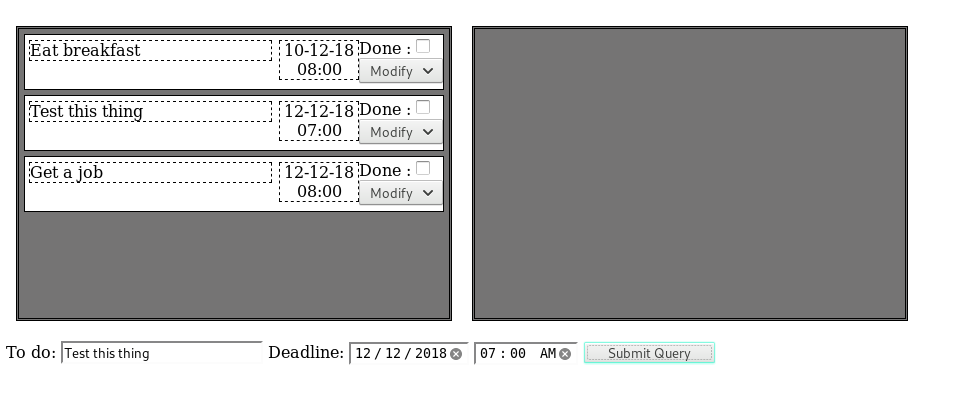 Eat breakfast
10-12-18
08:00
Done :
Modify
Test this thing
12-12-18
07:00
Done :
Modify
Get a job
12-12-18
08:00
Done :
Modify
To do: Test this thing Deadline: 12/12/2018 07:00 AM Submit Query